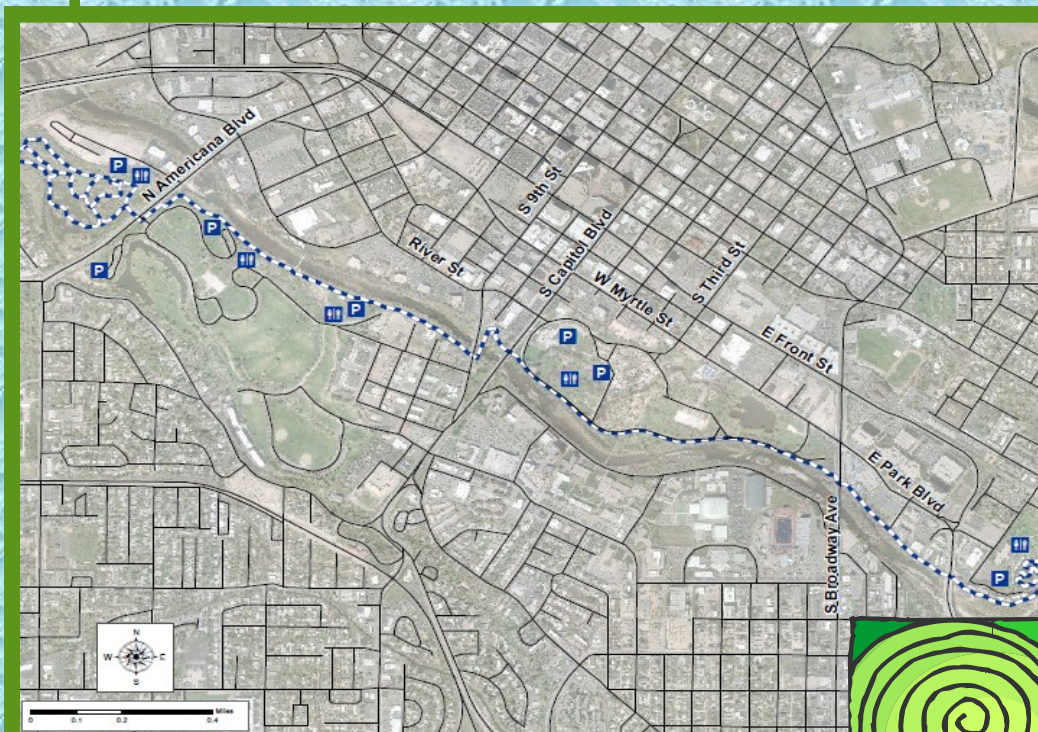 N Americana Blvd
P
P
P
S 9th St
S Capitol Blvd
River St
W Myrtle St
S Third St
P
P
P
E Front St
E Park Blvd
S Broadway Ave
P
N
W E
S
Miles
0 0.1 0.2 0.4